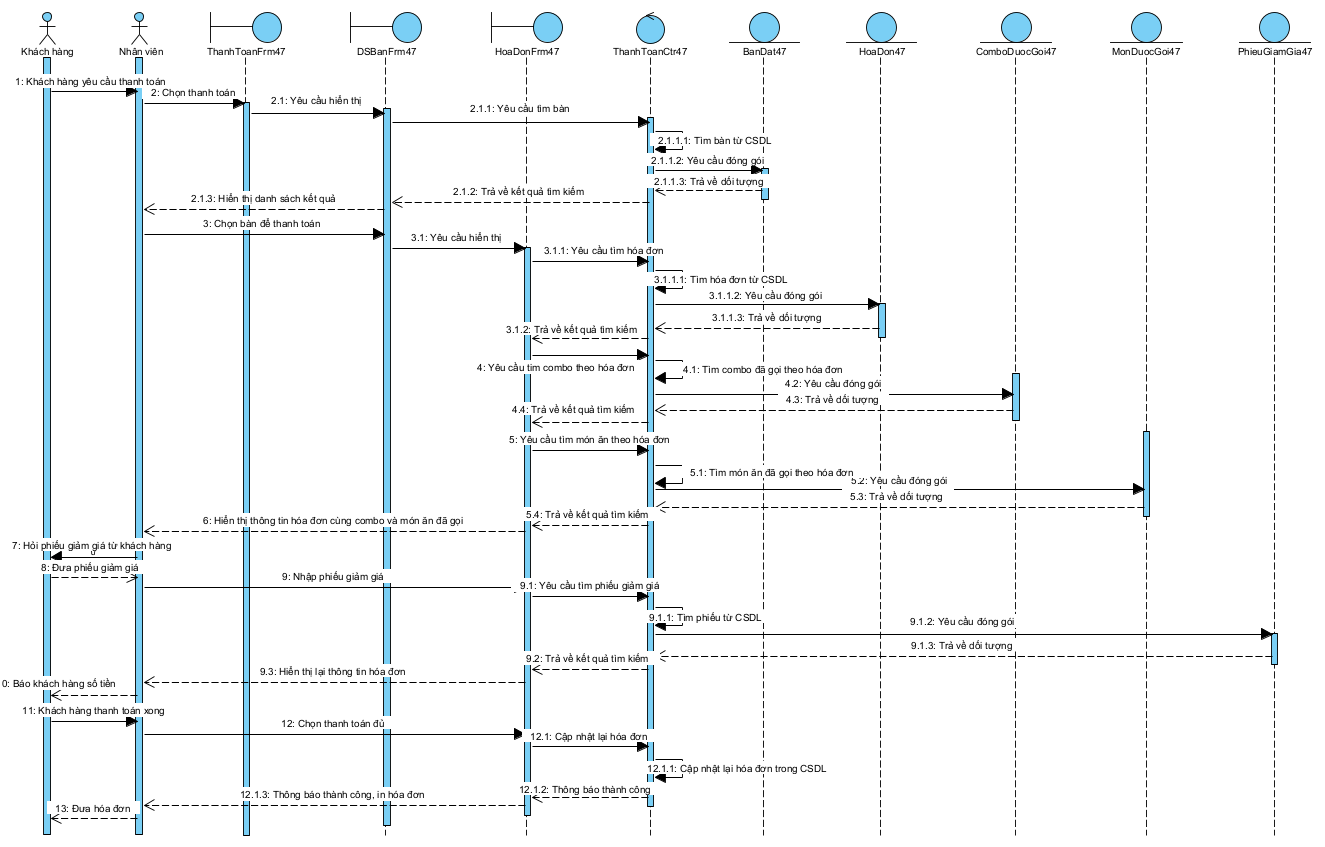 Khách hàng
Nhân viên
ThanhToanFrm47
DSBanFrm47
HoaDonFrm47
ThanhToanCtr47
BanDat47
HoaDon47
ComboDuocGoi47
MonDuocGoi47
PhieuGiamGia47
1: Khách hàng yêu cầu thanh toán
2: Chọn thanh toán
2.1: Yêu cầu hiển thị
2.1.1: Yêu cầu tìm bàn
2.1.1.1: Tìm bàn từ CSDL
2.1.1.2: Yêu cầu đóng gói
2.1.1.3: Trả về dối tượng
2.1.2: Trả về kết quả tìm kiếm
2.1.3: Hiển thị danh sách kết quả
3: Chọn bàn để thanh toán
3.1: Yêu cầu hiển thị
3.1.1: Yêu cầu tìm hóa đơn
3.1.1.1: Tìm hóa đơn từ CSDL
3.1.1.2: Yêu cầu đóng gói
3.1.1.3: Trả về dối tượng
3.1.2: Trả về kết quả tìm kiếm
4: Yêu cầu tìm combo theo hóa đơn
4.1: Tìm combo đã gọi theo hóa đơn
4.2: Yêu cầu đóng gói
4.3: Trả về dối tượng
4.4: Trả về kết quả tìm kiếm
5: Yêu cầu tìm món ăn theo hóa đơn
5.1: Tìm món ăn đã gọi theo hóa đơn
5.2: Yêu cầu đóng gói
5.3: Trả về dối tượng
5.4: Trả về kết quả tìm kiếm
6: Hiển thị thông tin hóa đơn cùng combo và món ăn đã gọi
7: Hỏi phiếu giảm giá từ khách hàng
8: Đưa phiếu giảm giá
9: Nhập phiếu giảm giá
9.1: Yêu cầu tìm phiếu giảm giá
9.1.1: Tìm phiếu từ CSDL
9.1.2: Yêu cầu đóng gói
9.1.3: Trả về dối tượng
9.2: Trả về kết quả tìm kiếm
9.3: Hiển thị lại thông tin hóa đơn
0: Báo khách hàng số tiền
11: Khách hàng thanh toán xong
12: Chọn thanh toán đủ
12.1: Cập nhật lại hóa đơn
12.1.1: Cập nhật lại hóa đơn trong CSDL
12.1.2: Thông báo thành công
12.1.3: Thông báo thành công, in hóa đơn
13: Đưa hóa đơn